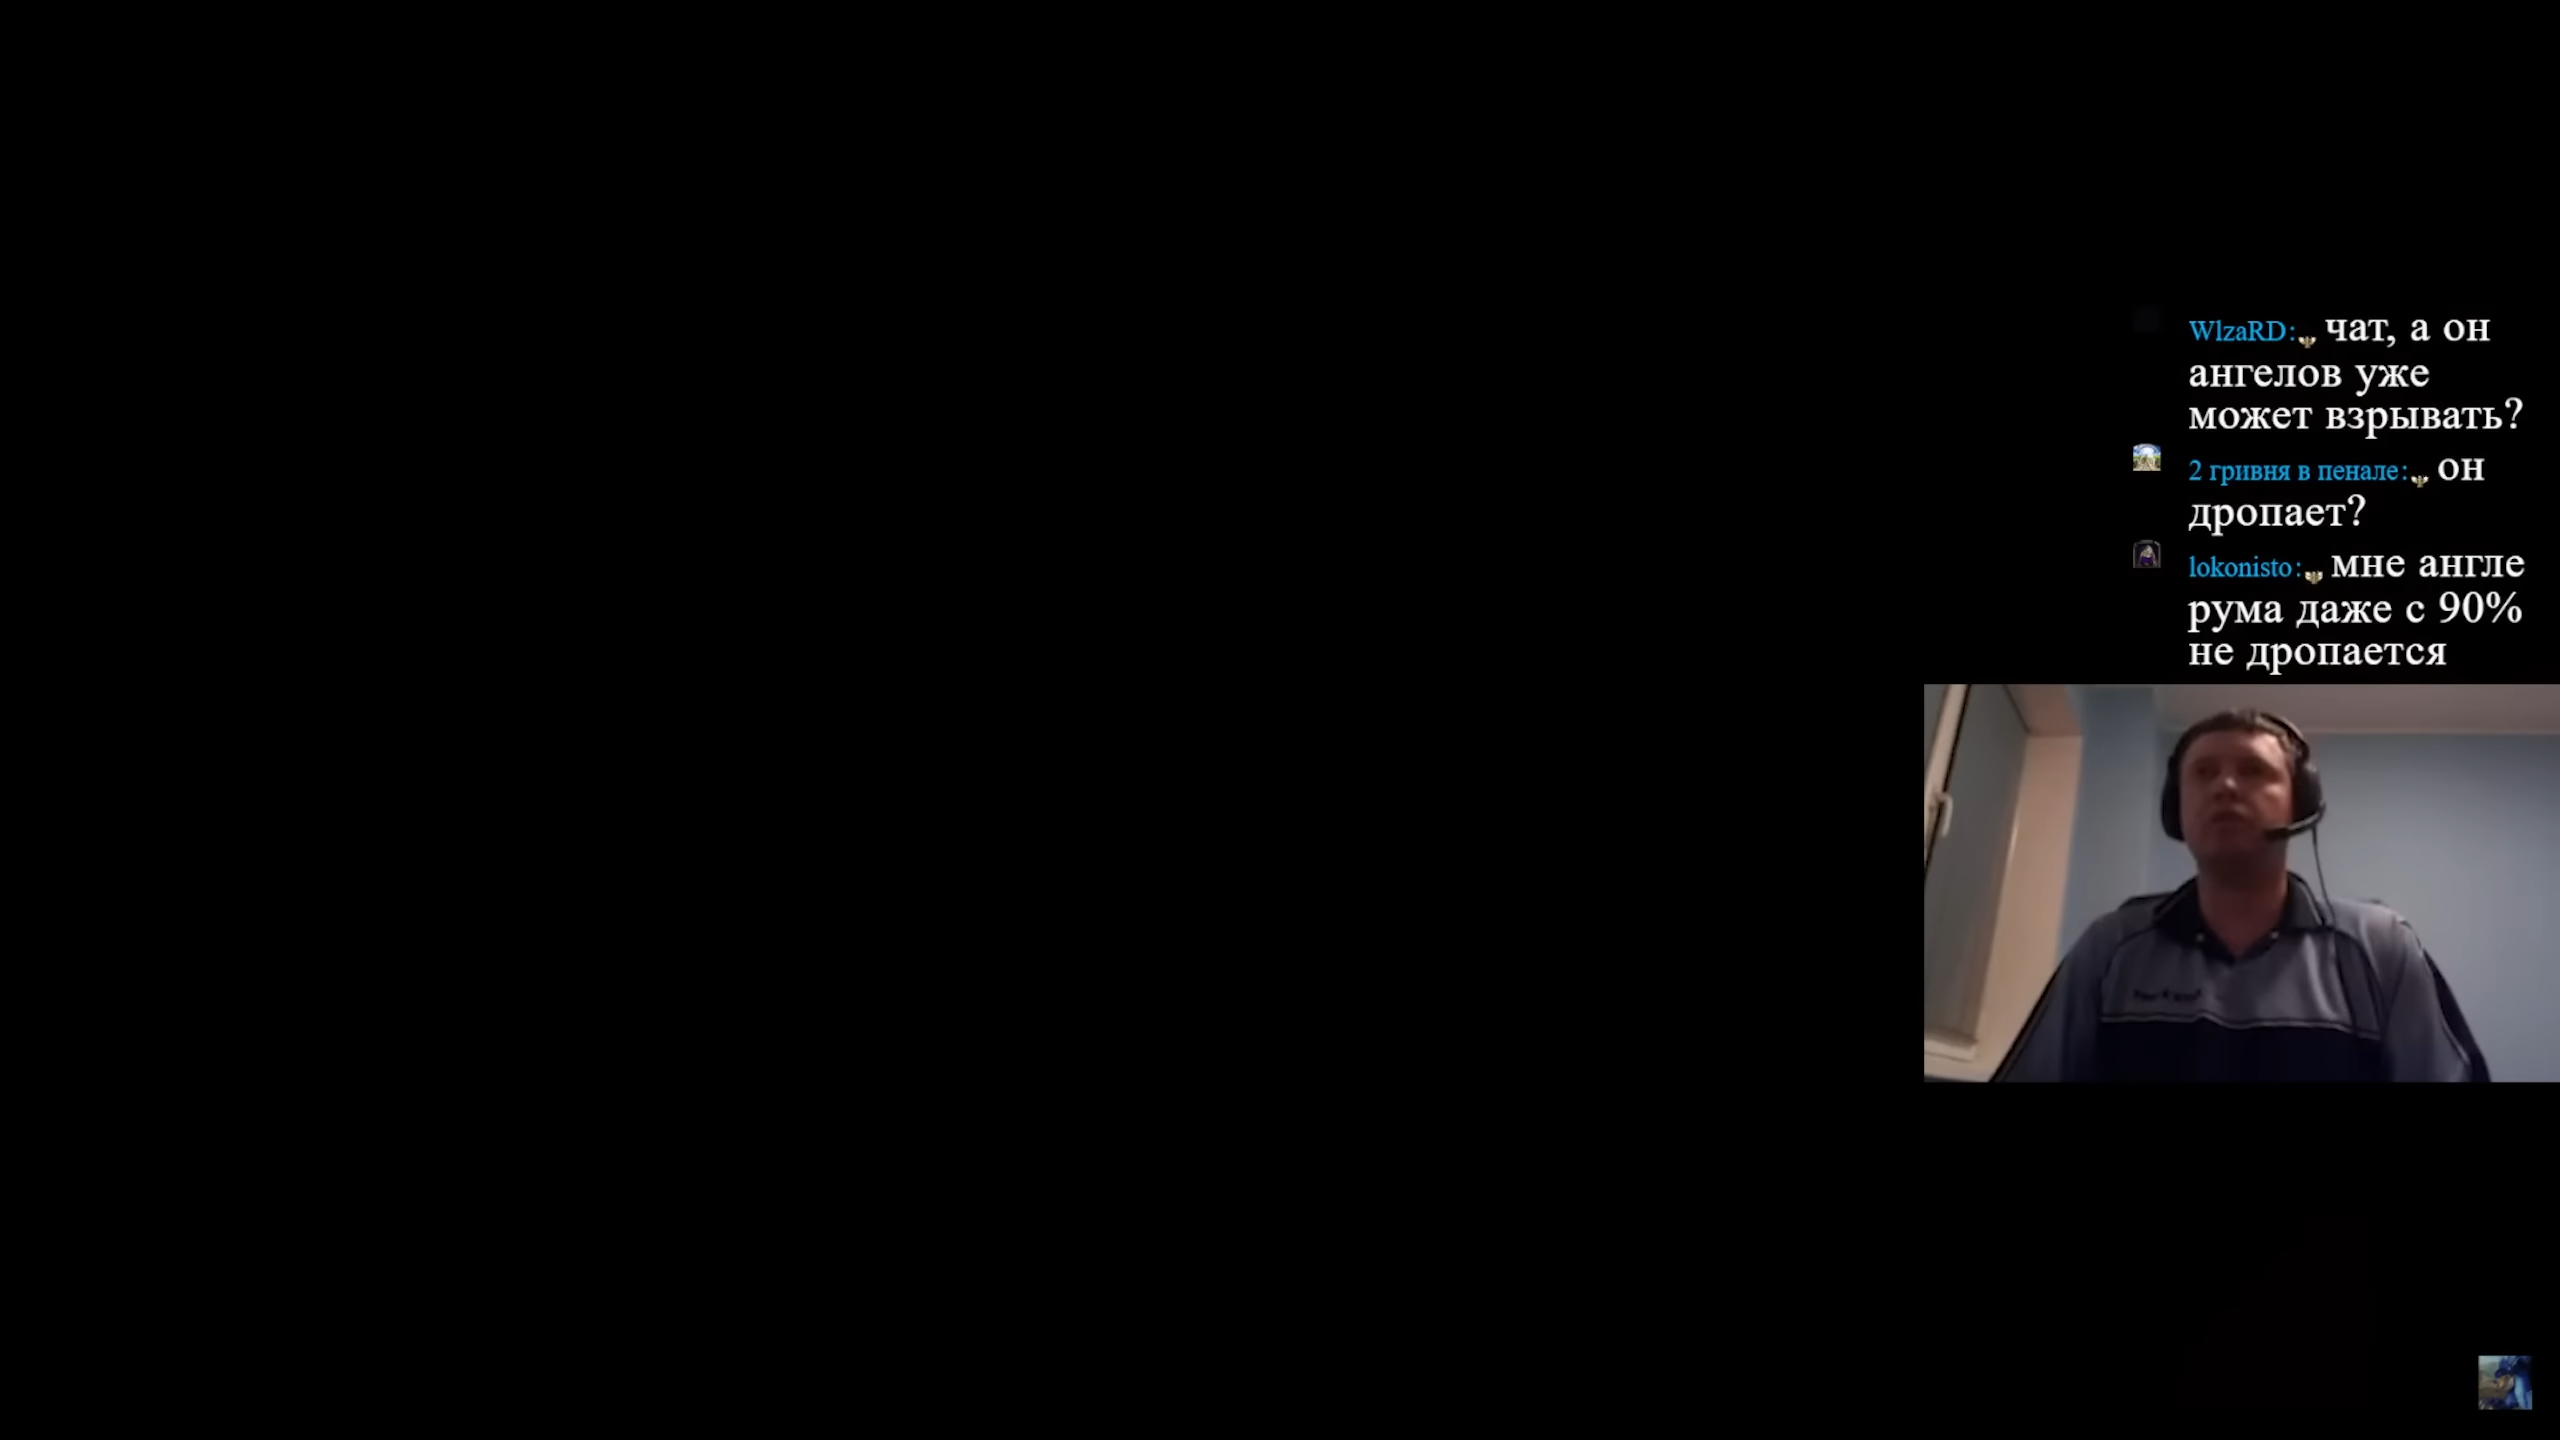 WlzaRD: чат, а он
ангелов уже
может взрывать?
2 гривня в пенале: он
дропает?
lokonisto: мне англе
рума даже с 90%
не дропается